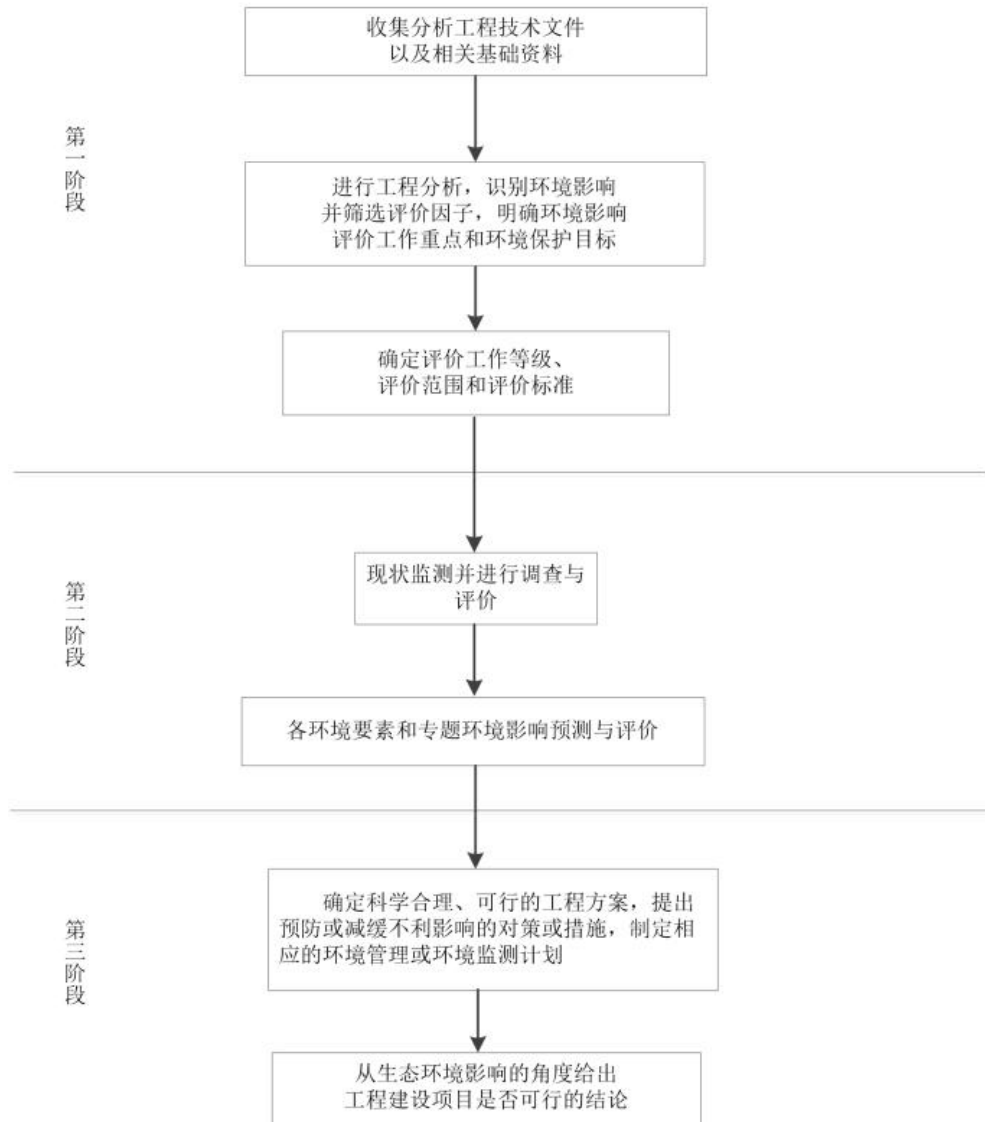 收集分析工程技术文件
以及相关基础资料
第一阶段
进行工程分析，识别环境影响
并筛选评价因子，明确环境影响
评价工作重点和环境保护目标
确定评价工作等级、
评价范围和评价标准
第二阶段
现状监测并进行调查与
评价
各环境要素和专题环境影响预测与评价
第三阶段
确定科学合理、可行的工程方案，提出
预防或减缓不利影响的对策或措施，制定相
应的环境管理或环境监测计划
从生态环境影响的角度给出
工程建设项目是否可行的结论